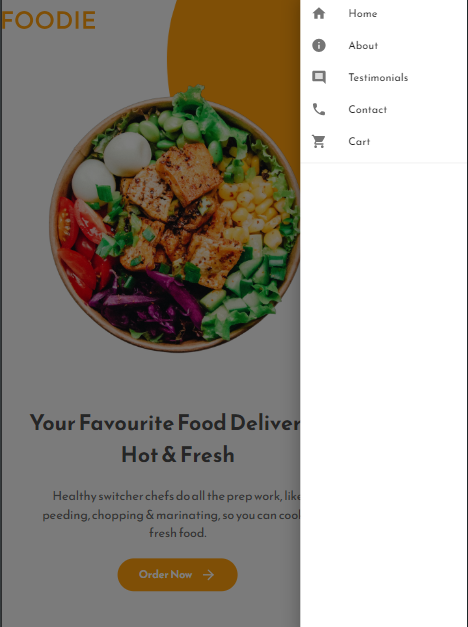 FOODIE
Home
About
Testimonials
Contact
Cart
Your Favourite Food Deliver
Hot & Fresh
Healthy switcher chefs do all the prep work, like
peeding, chopping & marinating, so you can cook
fresh food.
Order Now